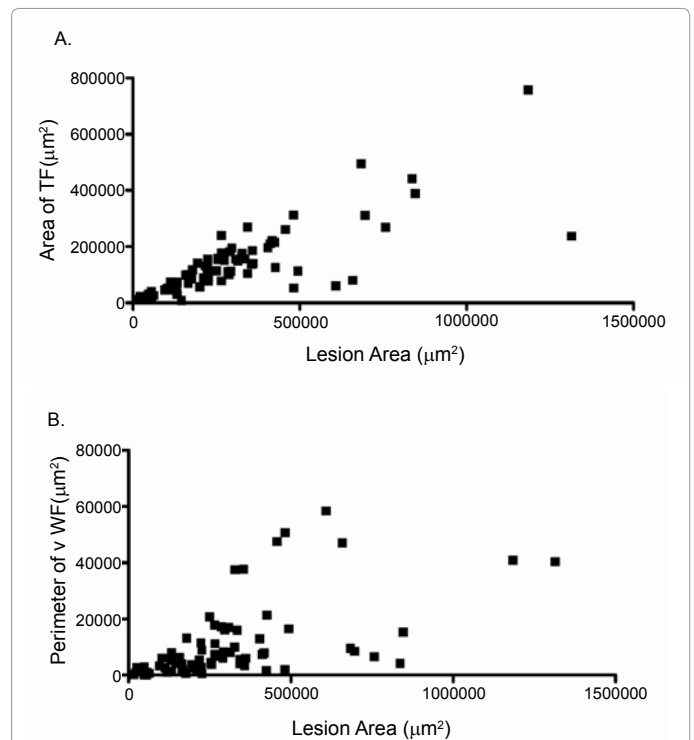 A.
800000
600000
400000
200000
0
Area of TF(μm²)
0 500000 1000000 1500000
Lesion Area (μm²)
B.
80000
60000
40000
20000
0
Perimeter of v WF(μm²)
0 500000 1000000 1500000
Lesion Area (μm²)